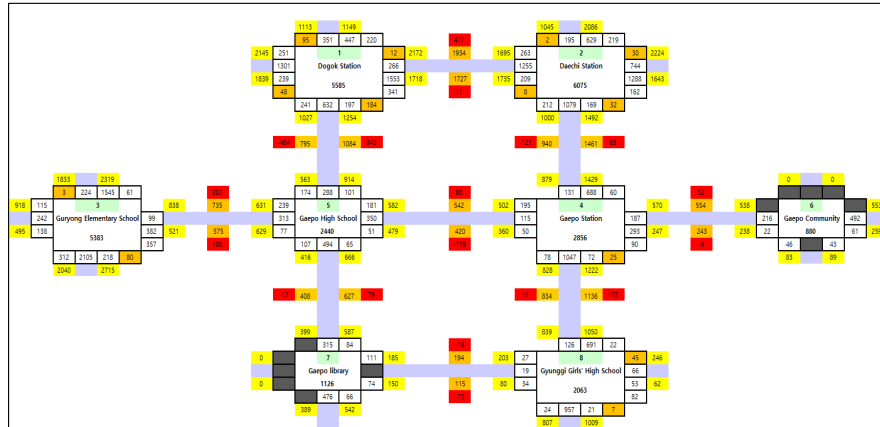 1113 1149
95 351 447 220
2145 251 1 12 2172
1301 Dogok Station 266
1839 239 5585 1553 1718
48 341
241 632 197 184
1027 1254
477
1934
1727
17
1045 2086
2 195 629 219
1695 263 2 30 2224
1255 Daechi Station 744
1735 209 6075 1288 1643
8 162
212 1079 169 32
1000 1492
-464 795 1084 340
-121 940 1461 63
1833 2319
3 224 1545 61
918 115 3 838
242 Guryong Elementary School 99
495 138 5383 382 521
357
312 2105 218 80
2040 2715
207
735
575
108
563 914
174 288 101
631 239 5 181 582
313 Gaepo High School 350
629 77 2440 51 479
107 494 65
416 666
80
542
420
-119
879 1429
131 688 60
502 195 4 570
115 Gaepo Station 187
360 50 2856 293 247
90
78 1047 72 25
828 1222
32
554
243
-9
0 0
538 6 553
216 Gaepo Community 492
238 22 880 61 259
46 43
83 89
-17 408 627 79
11 834 1136 172
399 587
315 84
0 7 111 185
Gaepo library
0 1126 74 150
476 66
389 542
-18
194
115
-70
839 1050
126 691 22
203 27 8 45 246
19 Gyunggi Girls' High School 66
80 34 2063 53 62
82
24 957 21 7
807 1009